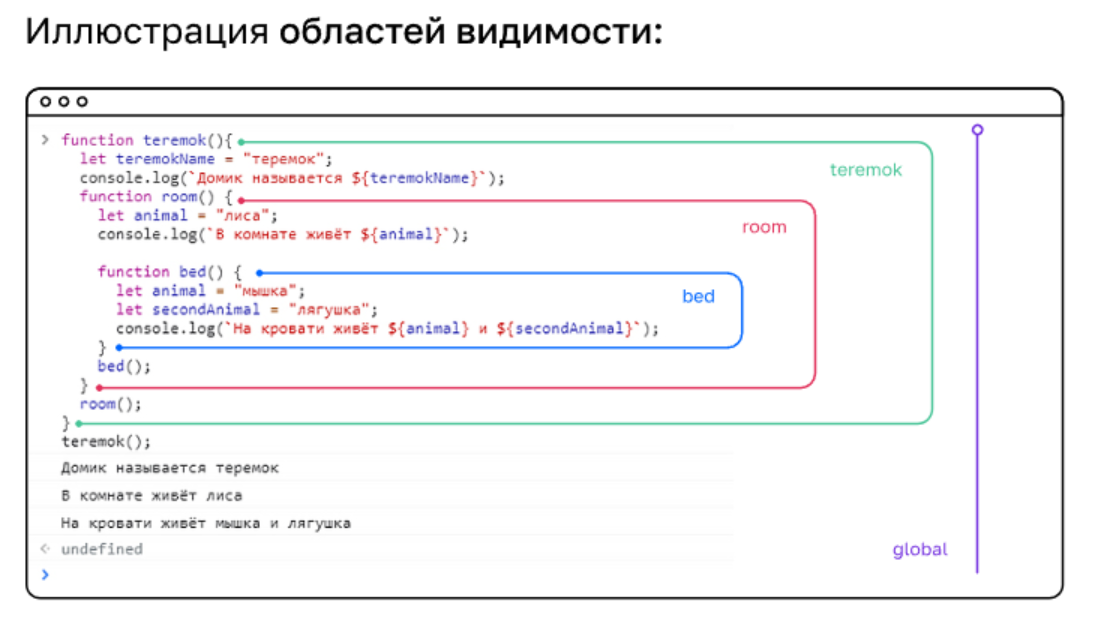 Иллюстрация областей видимости:
> function teremok(){
let teremokName = "теремок";
console.log(`Домик называется ${teremokName}`);
teremok
function room() {
let animal = "лиса";
room
console.log(`В комнате живёт ${animal}`);
function bed() {
let animal = "мышка";
bed
let secondAnimal = "лягушка";
console.log(`На кровати живёт ${animal} и ${secondAnimal}`);
}
bed();
}
room();
}
teremok();
Домик называется теремок
В комнате живёт лиса
На кровати живёт мышка и лягушка
undefined
global
>